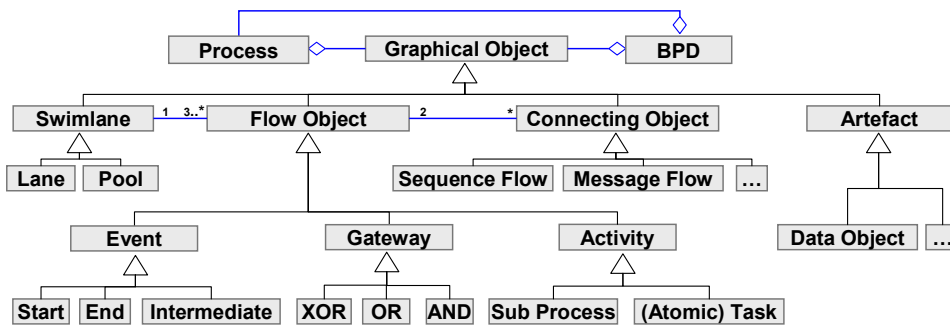 Process
Graphical Object
BPD
Swimlane
1
3..*
Flow Object
2
*
Connecting Object
Artefact
Lane
Pool
Sequence Flow
Message Flow
...
Event
Gateway
Activity
Data Object
...
Start
End
Intermediate
XOR
OR
AND
Sub Process
(Atomic) Task